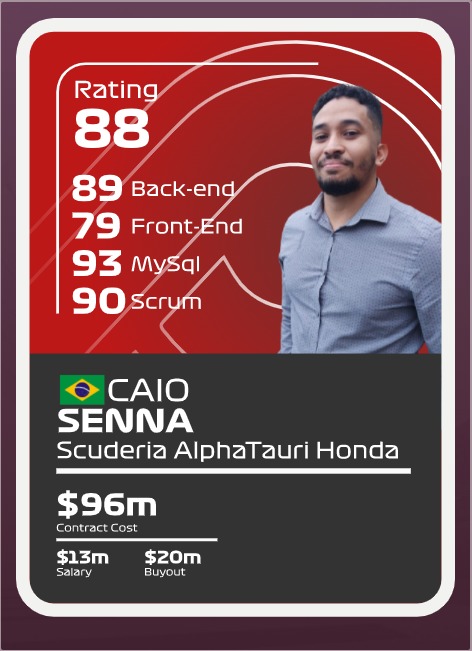 Rating
88
89 Back-end
79 Front-End
93 MySql
90 Scrum
CAIO
SENNA
Scuderia AlphaTauri Honda
$96m
Contract Cost
$13m $20m
Salary Buyout